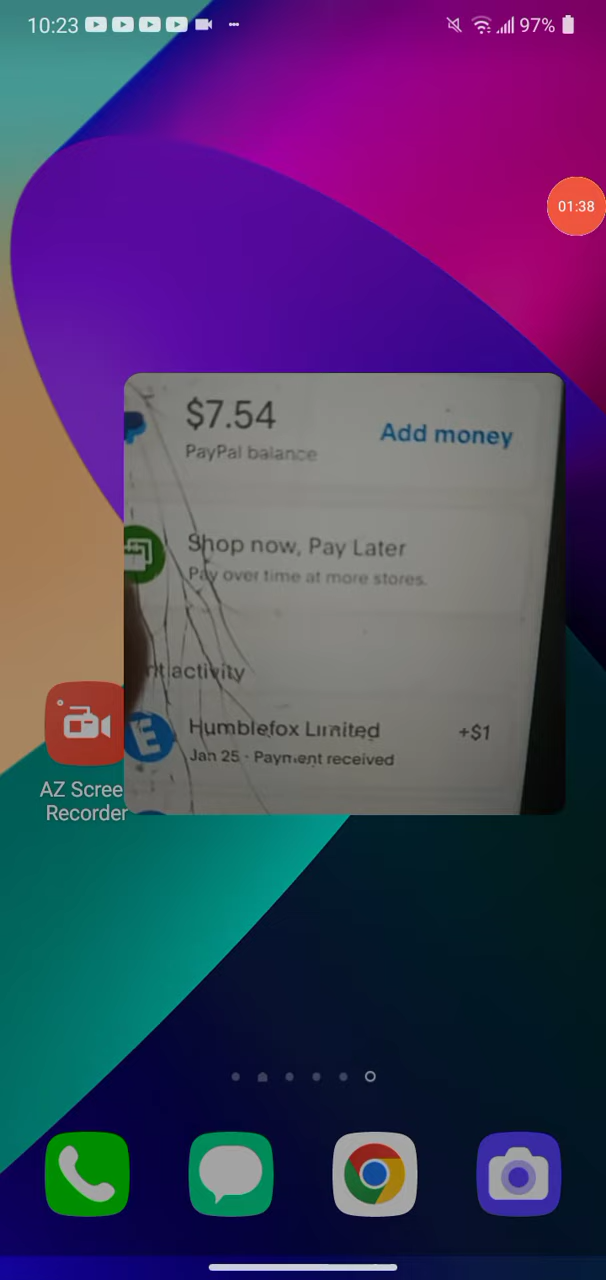 10:23
97%
01:38
$7.54
Add money
PayPal balance
Shop now, Pay Later
Pay over time at more stores.
nt activity
Humblefox Limited
+$1
Jan 25 · Payment received
AZ Scree
Recorder